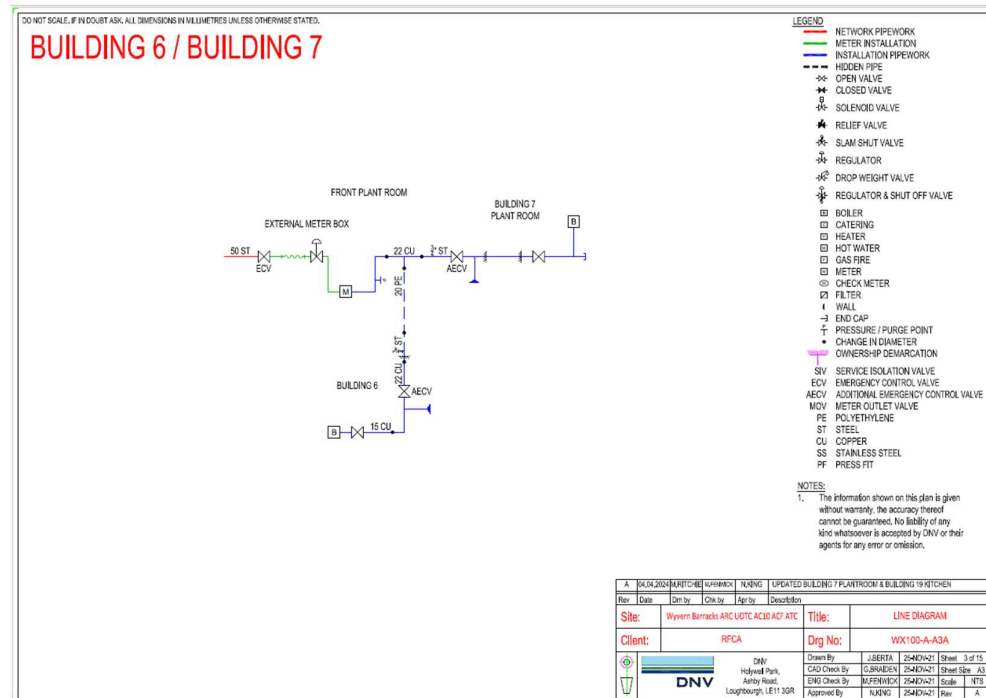 DO NOT SCALE. IF IN DOUBT ASK. ALL DIMENSIONS IN MILLIMETRES UNLESS OTHERWISE STATED.
BUILDING 6 / BUILDING 7
LEGEND
NETWORK PIPEWORK
METER INSTALLATION
INSTALLATION PIPEWORK
HIDDEN PIPE
OPEN VALVE
CLOSED VALVE
SOLENOID VALVE
RELIEF VALVE
SLAM SHUT VALVE
REGULATOR
DROP WEIGHT VALVE
REGULATOR & SHUT OFF VALVE
BOILER
CATERING
HEATER
HOT WATER
GAS FIRE
METER
CHECK METER
FILTER
WALL
END CAP
PRESSURE / PURGE POINT
CHANGE IN DIAMETER
OWNERSHIP DEMARCATION
SIV SERVICE ISOLATION VALVE
ECV EMERGENCY CONTROL VALVE
AECV ADDITIONAL EMERGENCY CONTROL VALVE
MOV METER OUTLET VALVE
PE POLYETHYLENE
ST STEEL
CU COPPER
SS STAINLESS STEEL
PF PRESS FIT
NOTES:
1. The information shown on this plan is given
without warranty, the accuracy thereof
cannot be guaranteed. No liability of any
kind whatsoever is accepted by DNV or their
agents for any error or omission.
FRONT PLANT ROOM
EXTERNAL METER BOX
BUILDING 7
PLANT ROOM
B
50 ST
ECV
M
22 CU
ST
AECV
20 PE
ST
22 CU
BUILDING 6
AECV
B
15 CU
A 04.04.2024 M.RITCHIE M.FENWICK N.KING UPDATED BUILDING 7 PLANTROOM & BUILDING 19 KITCHEN
Rev Date Drn by Chk by Apr by Description
Site: Wyvern Barracks ARC UOTC AC10 ACF ATC Title: LINE DIAGRAM
Client: RFCA Drg No: WX100-A-A3A
DNV
DNV
Holywell Park,
Ashby Road,
Loughbourgh, LE11 3GR
Drawn By J.BERTA 25-NOV-21 Sheet 3 of 15
CAD Check By G.BRAIDEN 25-NOV-21 Sheet Size A3
ENG Check By M.FENWICK 25-NOV-21 Scale NTS
Approved By N.KING 25-NOV-21 Rev A